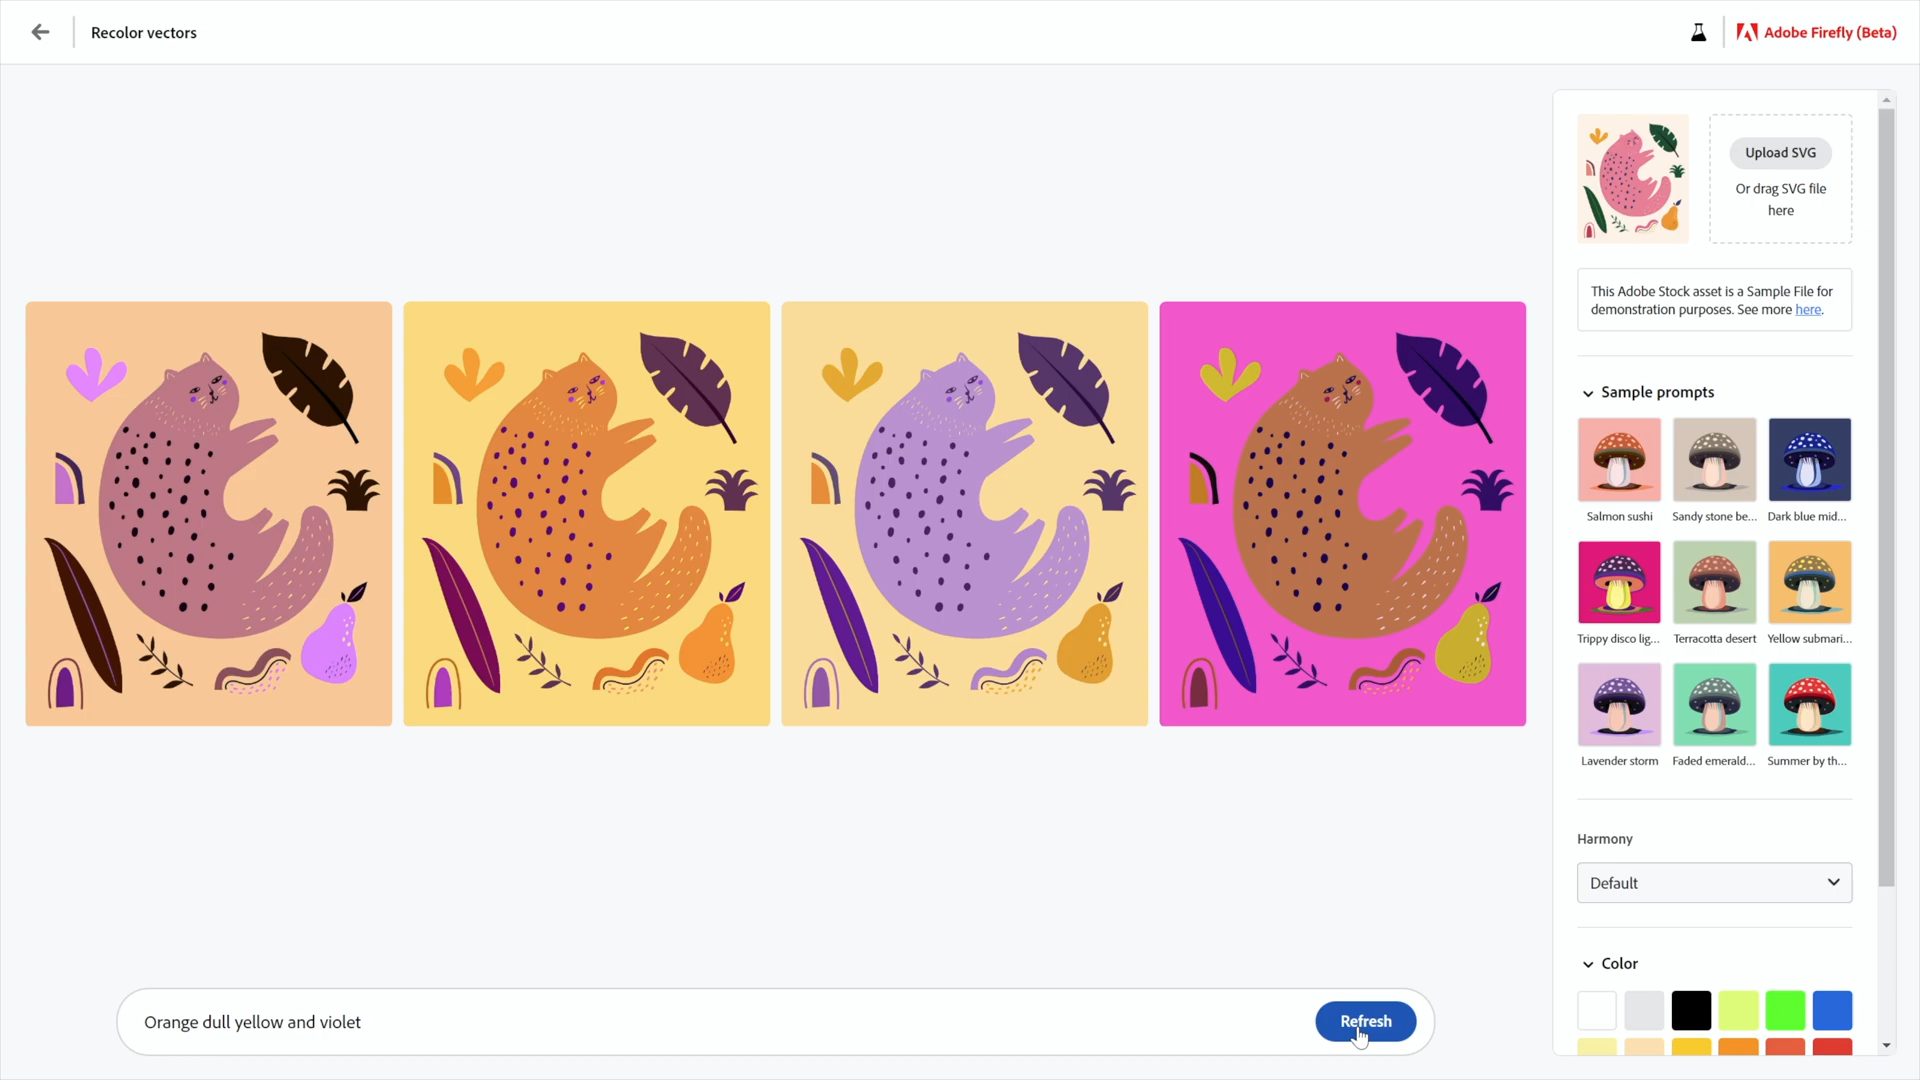 Recolor vectors
Adobe Firefly (Beta)
Upload SVG
Or drag SVG file
here
This Adobe Stock asset is a Sample File for
demonstration purposes. See more here.
Sample prompts
Salmon sushi
Sandy stone be...
Dark blue mid...
Trippy disco lig...
Terracotta desert
Yellow submari...
Lavender storm
Faded emerald...
Summer by th...
Harmony
Default
Color
Orange dull yellow and violet
Refresh